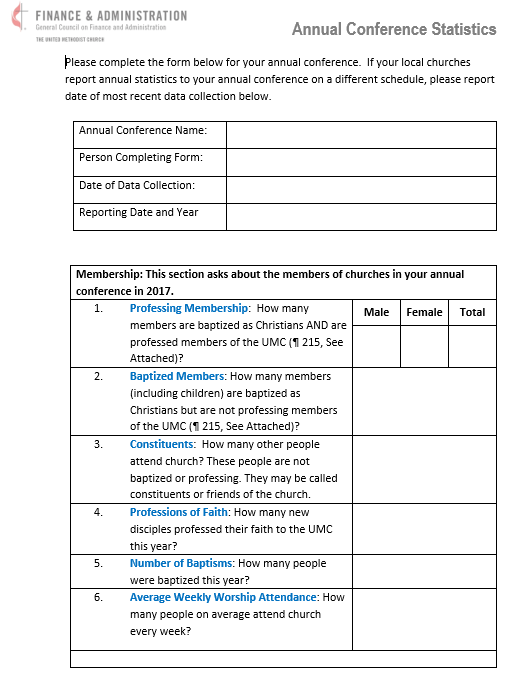 FINANCE & ADMINISTRATION
General Council on Finance and Administration
THE UNITED METHODIST CHURCH
Annual Conference Statistics
Please complete the form below for your annual conference. If your local churches
report annual statistics to your annual conference on a different schedule, please report
date of most recent data collection below.
Annual Conference Name:
Person Completing Form:
Date of Data Collection:
Reporting Date and Year
Membership: This section asks about the members of churches in your annual
conference in 2017.
1. Professing Membership: How many
members are baptized as Christians AND are
professed members of the UMC (¶ 215, See
Attached)?
Male Female Total
2. Baptized Members: How many members
(including children) are baptized as
Christians but are not professing members
of the UMC (¶ 215, See Attached)?
3. Constituents: How many other people
attend church? These people are not
baptized or professing. They may be called
constituents or friends of the church.
4. Professions of Faith: How many new
disciples professed their faith to the UMC
this year?
5. Number of Baptisms: How many people
were baptized this year?
6. Average Weekly Worship Attendance: How
many people on average attend church
every week?